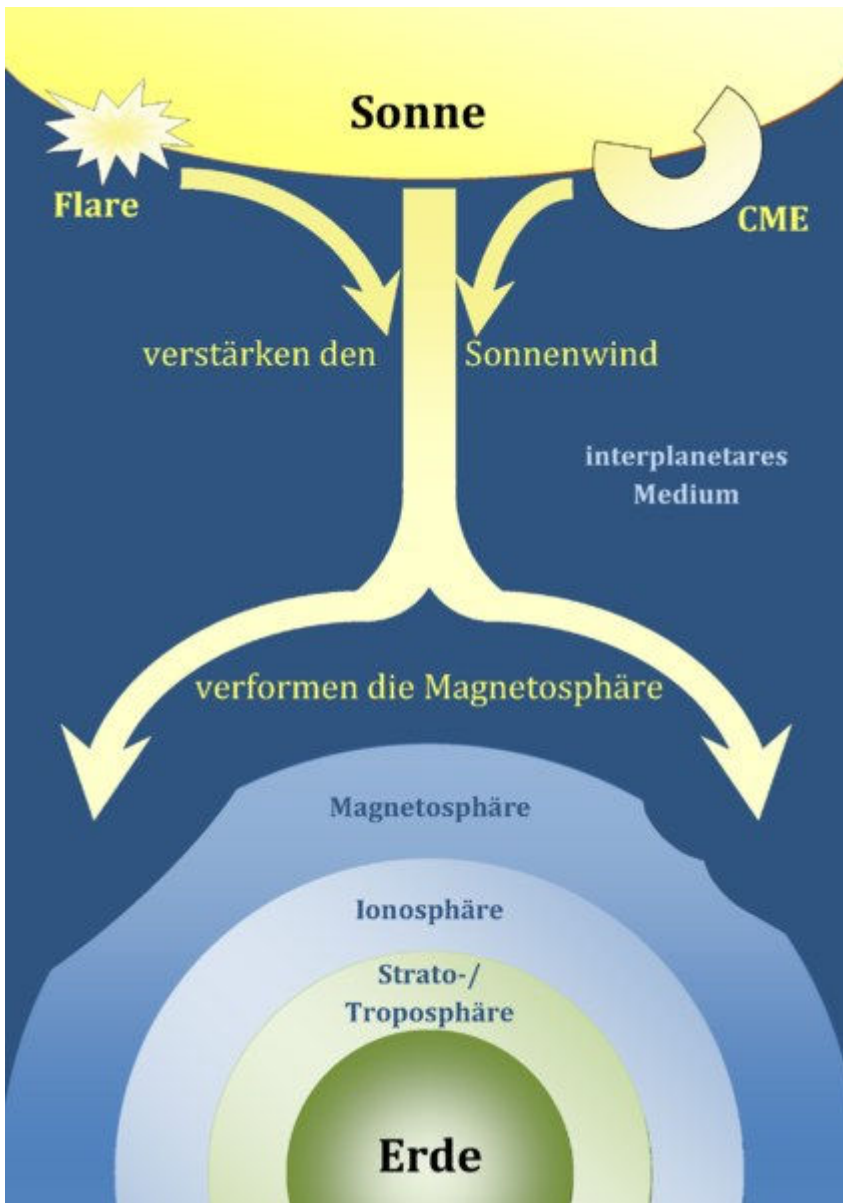 Sonne
Flare
CME
verstärken den Sonnenwind
interplanetares
Medium
verformen die Magnetosphäre
Magnetosphäre
Ionosphäre
Strato-/
Troposphäre
Erde